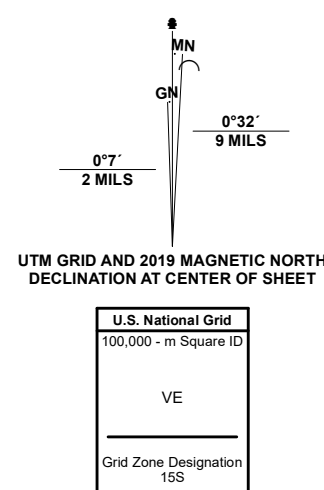 MN
GN
0°32´
9 MILS
0°7´
2 MILS
UTM GRID AND 2019 MAGNETIC NORTH
DECLINATION AT CENTER OF SHEET
U.S. National Grid
100,000 - m Square ID
VE
Grid Zone Designation
15S